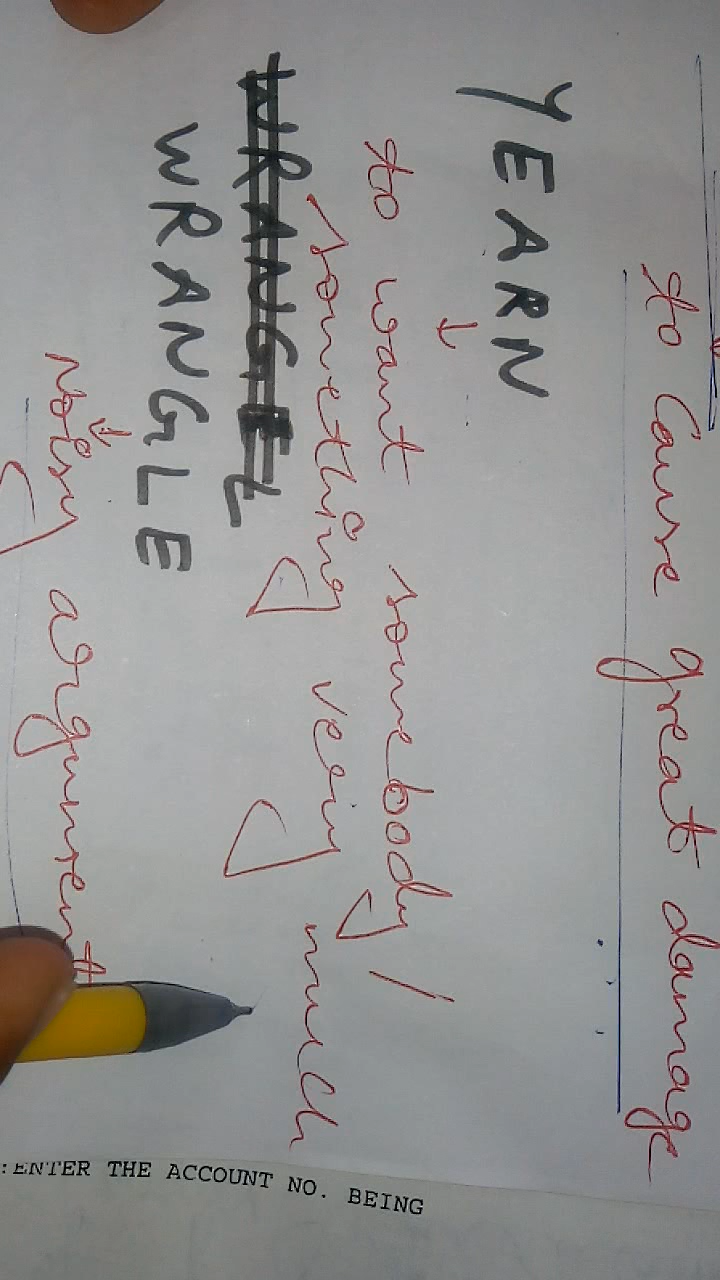 to cause great damage
YEARN
↓
to want somebody/
something very much
WRANGEL
WRANGLE
↓
Noisy argument
:ENTER THE ACCOUNT NO. BEING